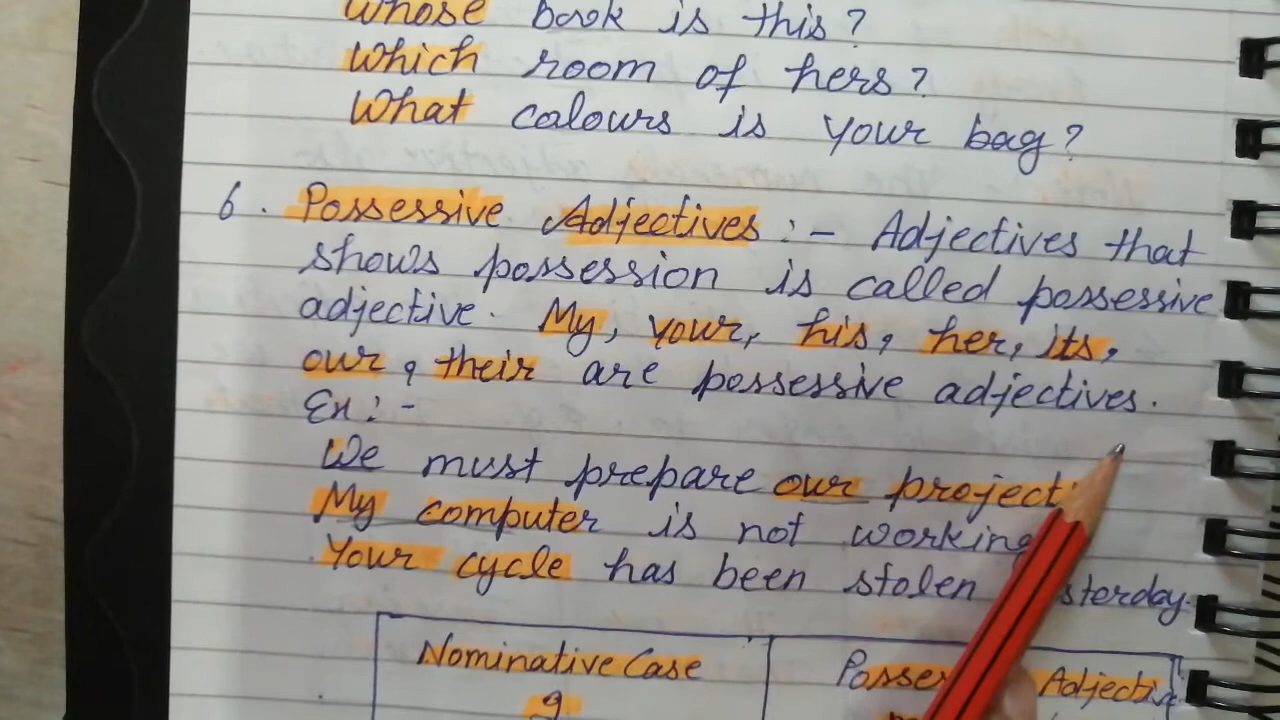 Whose book is this?
Which room of hers?
What colours is your bag?
6. Possessive Adjectives :- Adjectives that
shows possession is called possessive
adjective. My, your, his, her, its,
our, their are possessive adjectives.
Ex :-
We must prepare our project
My computer is not working
Your cycle has been stolen sterday.
Nominative Case Posses Adjectiv
I